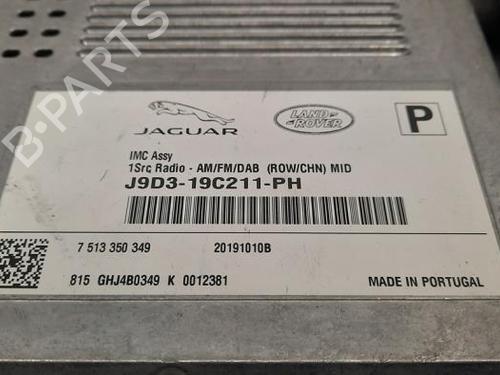 B-PARTS
JAGUAR
LAND
ROVER
P
IMC Assy
1Src Radio - AM/FM/DAB (ROW/CHN) MID
J9D3-19C211-PH
7 513 350 349 20191010B
815 GHJ4B0349 K 0012381
MADE IN PORTUGAL